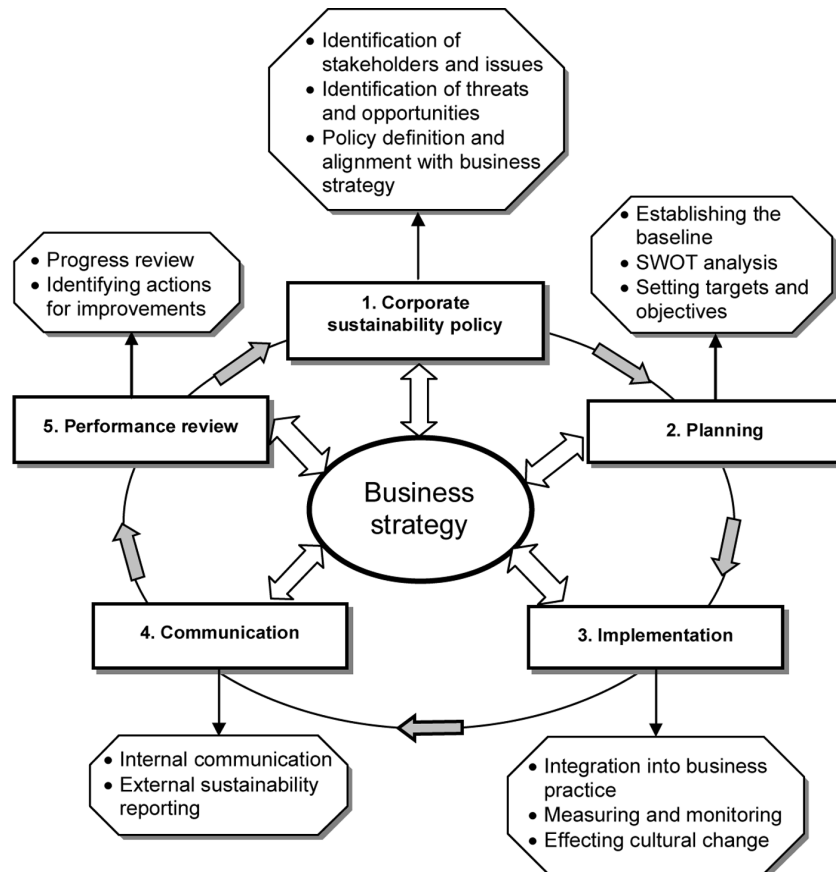 • Identification of
stakeholders and issues
• Identification of threats
and opportunities
• Policy definition and
alignment with business
strategy
• Establishing the
baseline
• SWOT analysis
• Setting targets and
objectives
• Progress review
• Identifying actions
for improvements
1. Corporate
sustainability policy
5. Performance review
2. Planning
Business
strategy
4. Communication
3. Implementation
• Internal communication
• External sustainability
reporting
• Integration into business
practice
• Measuring and monitoring
• Effecting cultural change